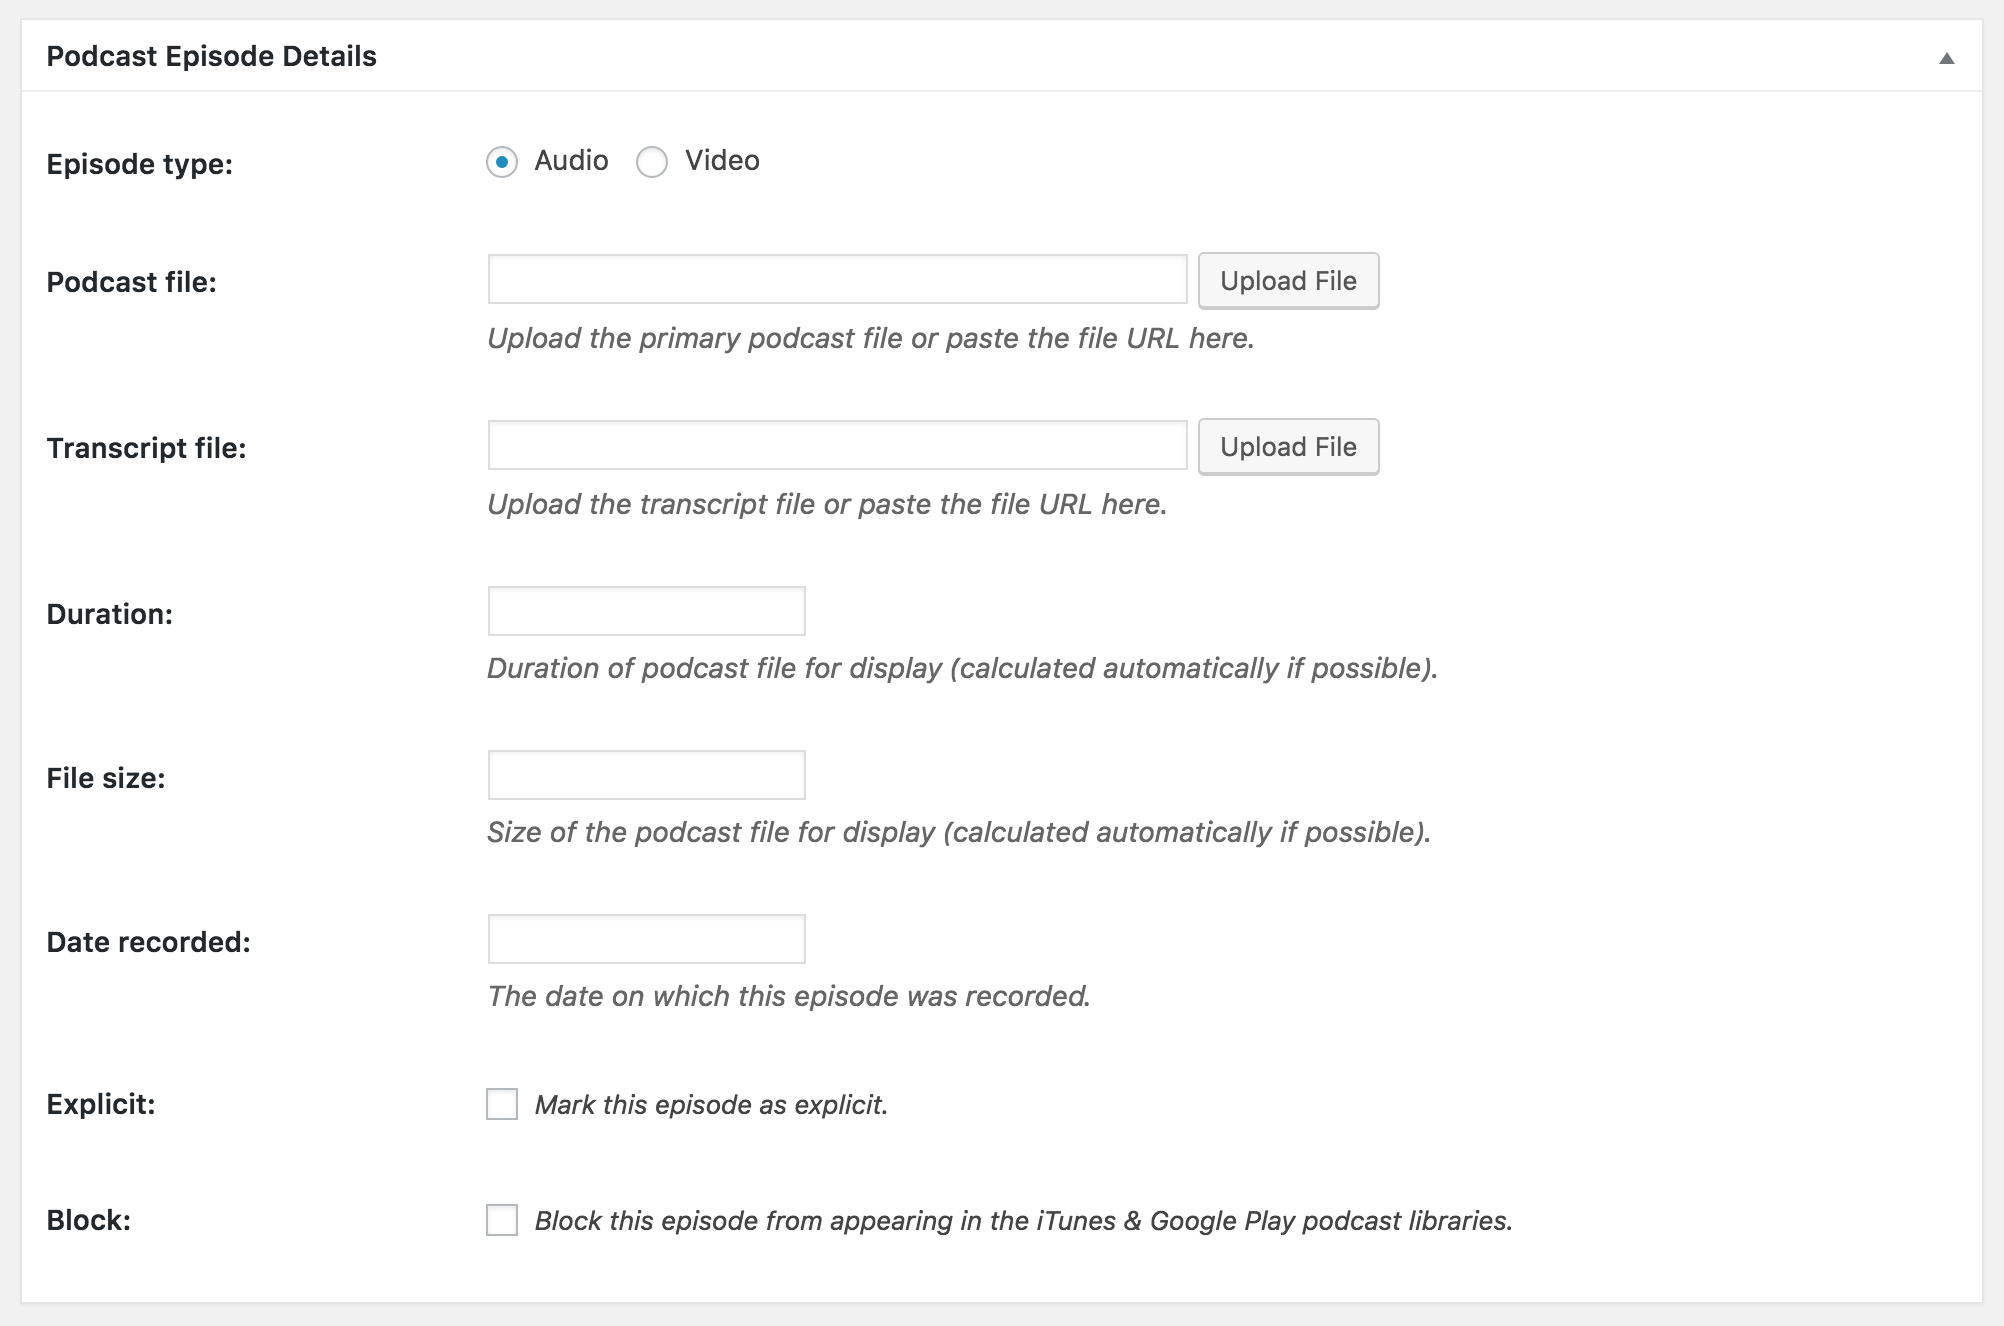 Podcast Episode Details
Episode type: Audio Video
Podcast file: Upload File
Upload the primary podcast file or paste the file URL here.
Transcript file: Upload File
Upload the transcript file or paste the file URL here.
Duration:
Duration of podcast file for display (calculated automatically if possible).
File size:
Size of the podcast file for display (calculated automatically if possible).
Date recorded:
The date on which this episode was recorded.
Explicit: Mark this episode as explicit.
Block: Block this episode from appearing in the iTunes & Google Play podcast libraries.